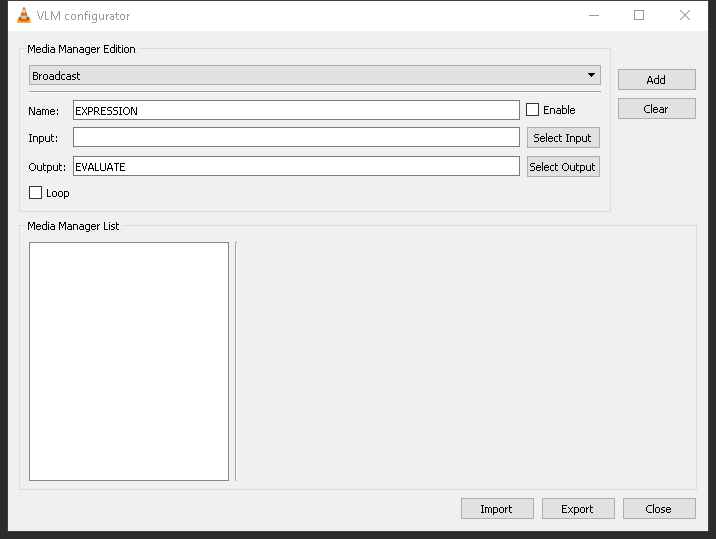 VLM configurator
Media Manager Edition
Broadcast
Add
Name: EXPRESSION Enable
Clear
Input: Select Input
Output: EVALUATE Select Output
Loop
Media Manager List
Import Export Close